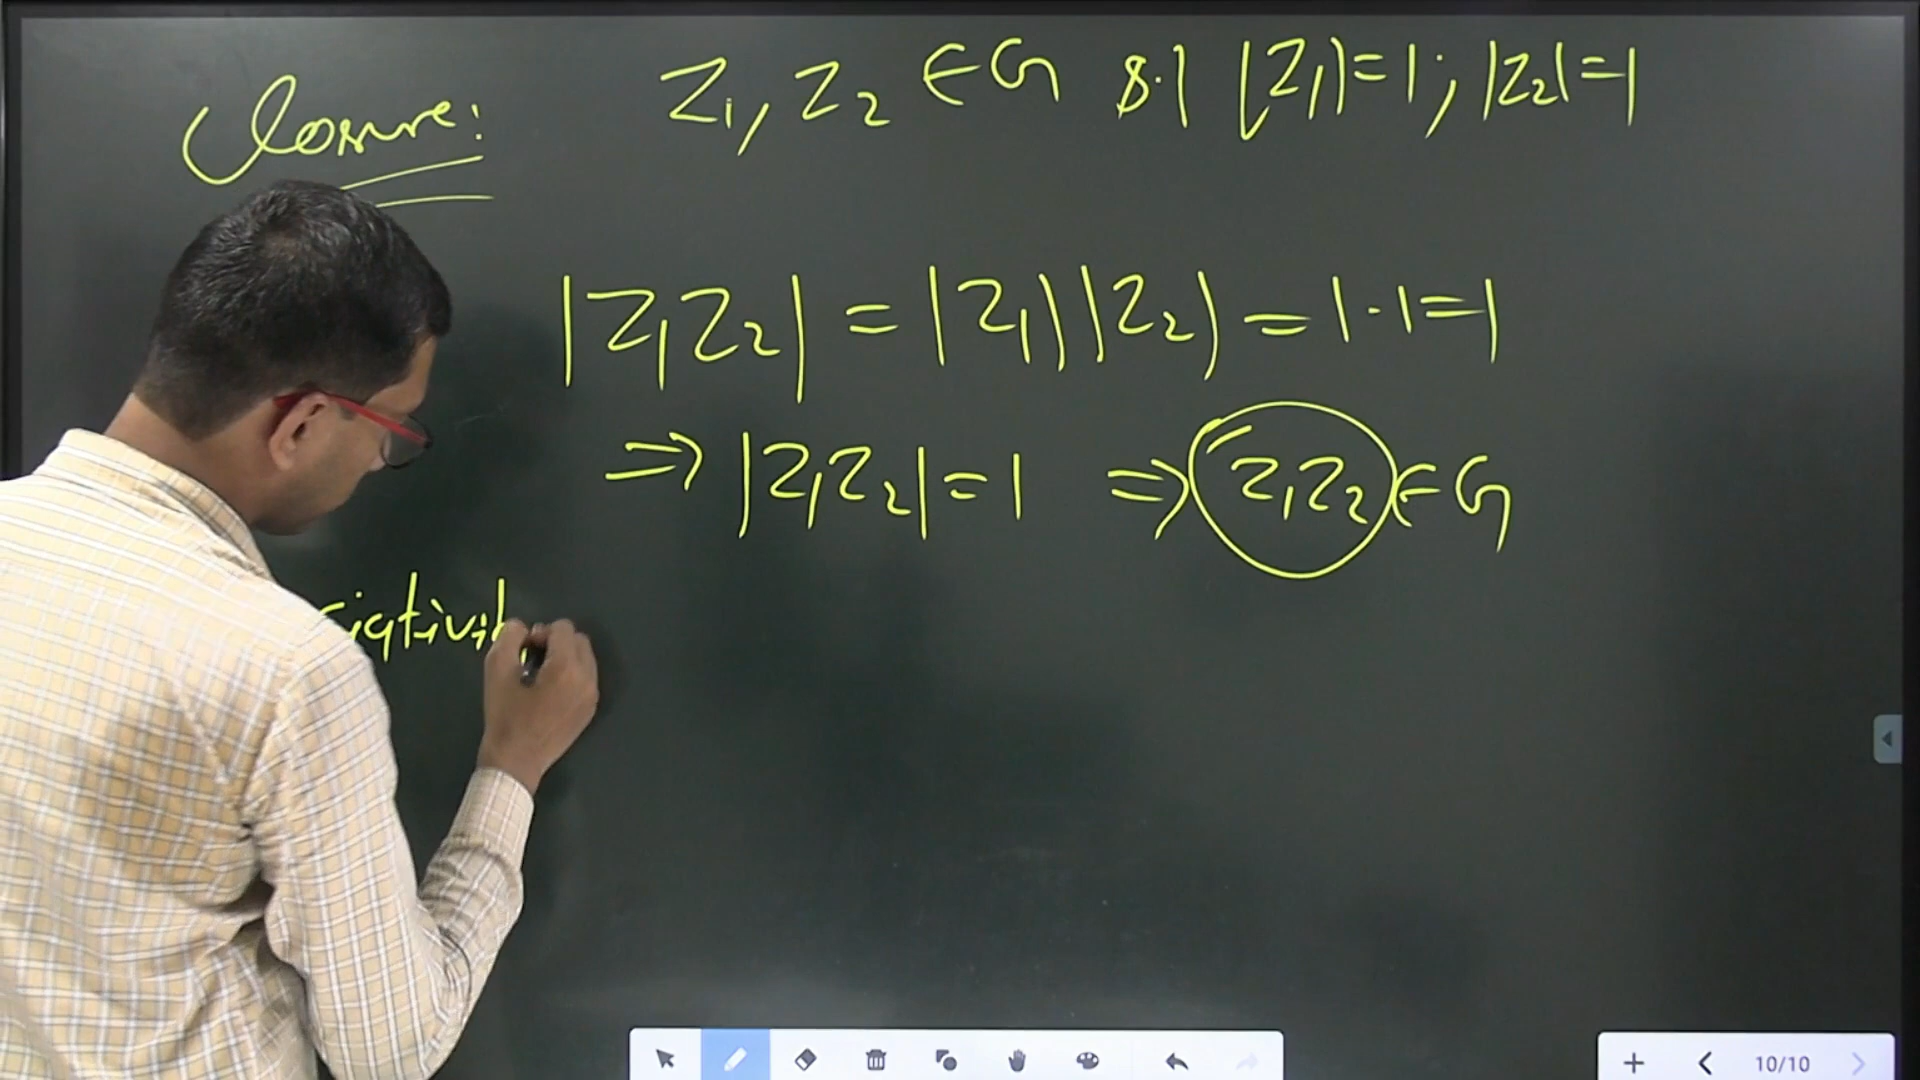 Closure: z₁, z₂ ∈ G s.t |z₁|=1; |z₂|=1
|z₁z₂| = |z₁||z₂| = 1·1=1
⇒ |z₁z₂|=1 ⇒ z₁z₂ ∈ G
10/10